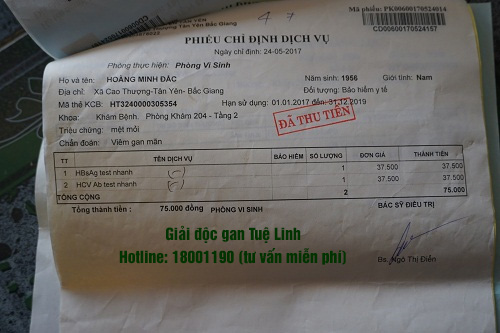 47
Mã phiếu: PK00600170524014
CD00600170524157
PHIẾU CHỈ ĐỊNH DỊCH VỤ
Ngày chỉ định: 24-05-2017
Phòng thực hiện: Phòng Vi Sinh
Họ và tên: HOÀNG MINH ĐẮC Năm sinh: 1956 Giới tính: Nam
Địa chỉ: Xã Cao Thượng-Tân Yên- Bắc Giang Đối tượng: Bảo hiểm y tế
Mã thẻ KCB: HT3240000305354 Hạn sử dụng: 01.01.2017 đến: 31.12.2019
Khoa: Khám Bệnh. Phòng Khám 204 - Tầng 2
ĐÃ THU TIỀN
Triệu chứng: mệt mỏi
Chẩn đoán: Viêm gan mãn
TT TÊN DỊCH VỤ BẢO HIỂM SỐ LƯỢNG ĐƠN GIÁ THÀNH TIỀN
1 HBsAg test nhanh 1 37.500 37.500
2 HCV Ab test nhanh 1 37.500 37.500
TỔNG CỘNG 2 75.000
Tổng thành tiền: 75.000 đồng PHÒNG VI SINH BÁC SỸ ĐIỀU TRỊ
Giải độc gan Tuệ Linh
Hotline: 18001190 (tư vấn miễn phí)
Bs. Ngô Thị Điền